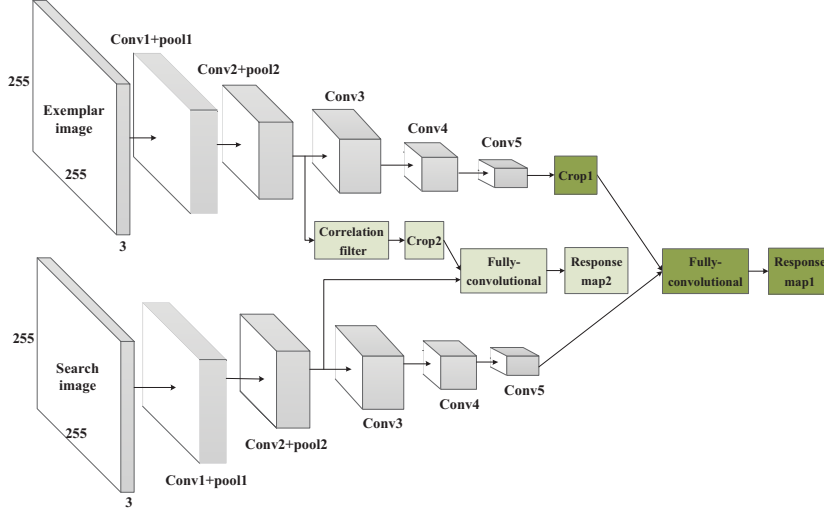 Conv1+pool1
Conv2+pool2
Conv3
Conv4
Conv5
255
Exemplar
image
255
3
Crop1
Correlation
filter
Crop2
Fully-
convolutional
Response
map2
Fully-
convolutional
Response
map1
255
Search
image
255
3
Conv1+pool1
Conv2+pool2
Conv3
Conv4
Conv5